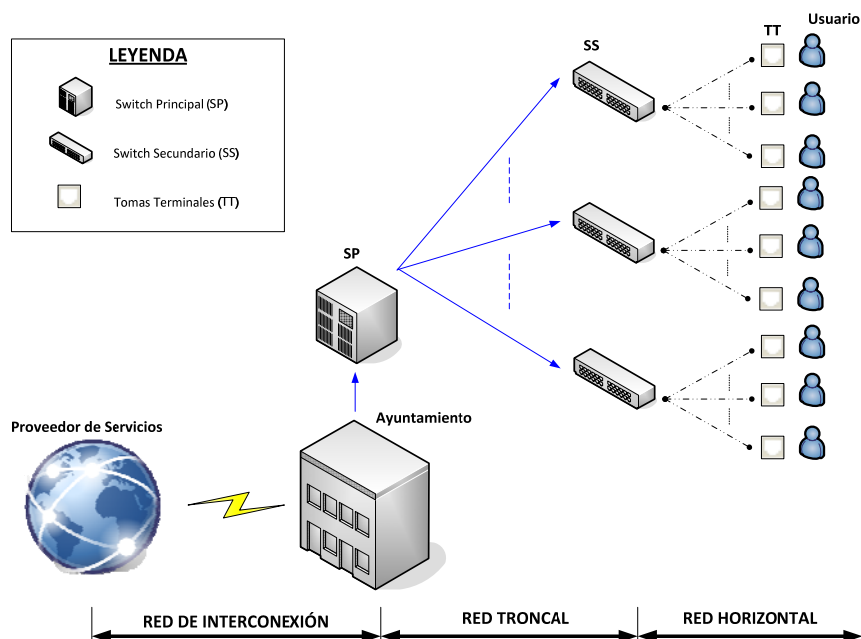 LEYENDA
Switch Principal (SP)
Switch Secundario (SS)
Tomas Terminales (TT)
Usuario
TT
SS
SP
Ayuntamiento
Proveedor de Servicios
RED DE INTERCONEXIÓN
RED TRONCAL
RED HORIZONTAL